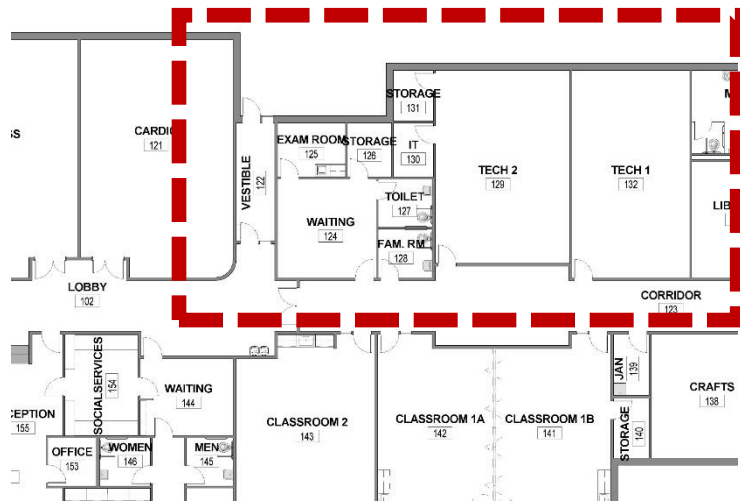 STORAGE
131
CARDIO
121
EXAM ROOM
125
STORAGE
126
IT
130
VESTIBLE
122
TECH 2
129
TECH 1
132
TOILET
127
WAITING
124
FAM. RM
128
LOBBY
102
CORRIDOR
123
SOCIALSERVICES
154
WAITING
144
JAN
139
CRAFTS
138
155
CLASSROOM 2
143
CLASSROOM 1A
142
CLASSROOM 1B
141
STORAGE
140
OFFICE
153
WOMEN
146
MEN
145